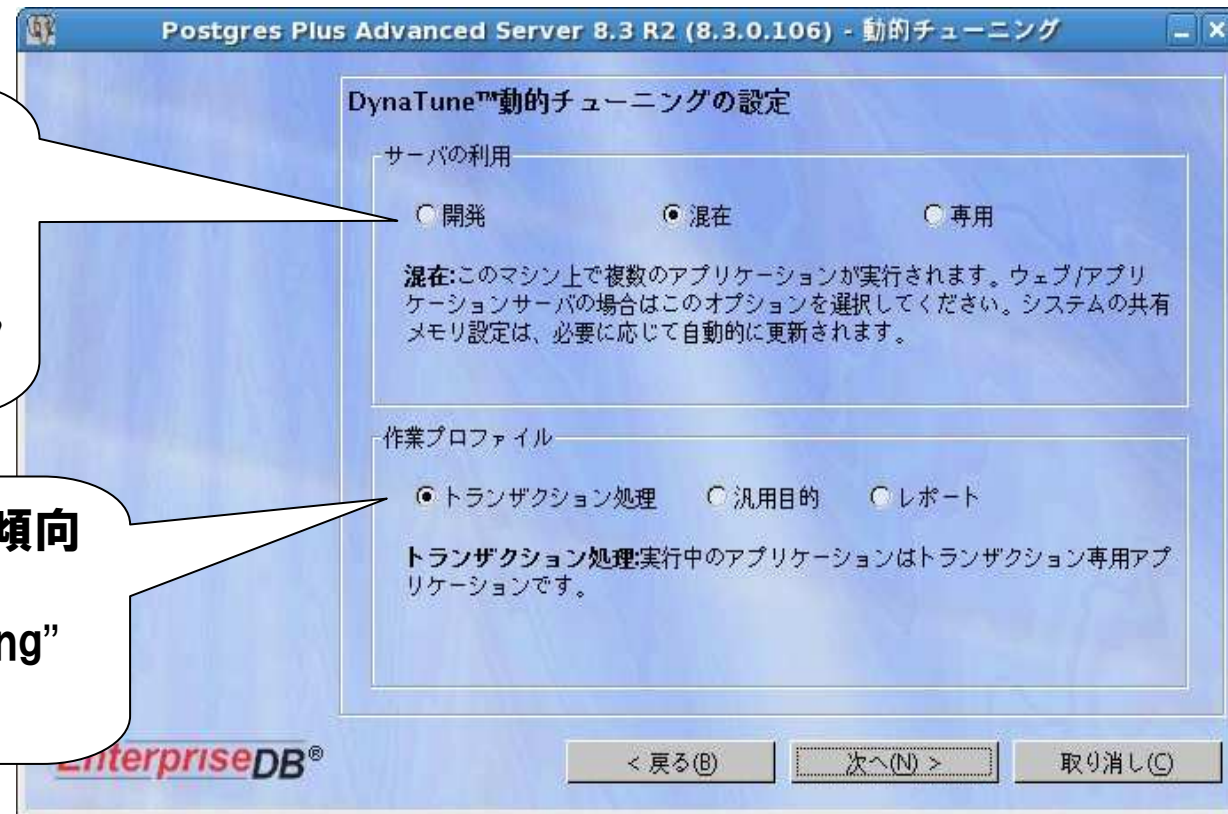 Postgres Plus Advanced Server 8.3 R2 (8.3.0.106) - 動的チューニング
DynaTune™動的チューニングの設定
サーバの利用
開発
混在
専用
混在:このマシン上で複数のアプリケーションが実行されます。ウェブ/アプリ
ケーションサーバの場合はこのオプションを選択してください。システムの共有
メモリ設定は、必要に応じて自動的に更新されます。
作業プロファイル
トランザクション処理
汎用目的
レポート
トランザクション処理:実行中のアプリケーションはトランザクション専用アプ
リケーションです。
傾向
ng”
EnterpriseDB®
< 戻る(B)
次へ(N) >
取り消し(C)